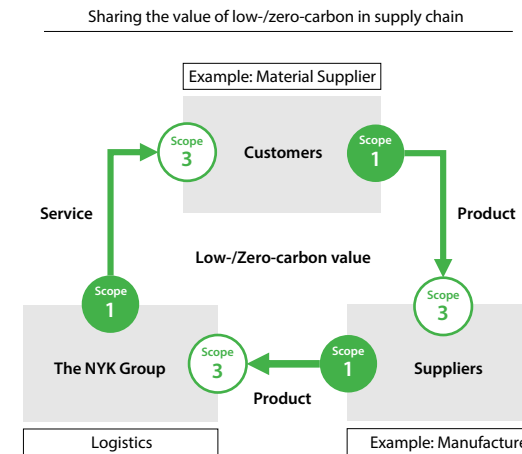 Sharing the value of low-/zero-carbon in supply chain
Example: Material Supplier
Scope
3
Customers
Scope
1
Service
Product
Low-/Zero-carbon value
Scope
1
Scope
3
The NYK Group
Scope
3
Scope
1
Suppliers
Product
Logistics
Example: Manufacture